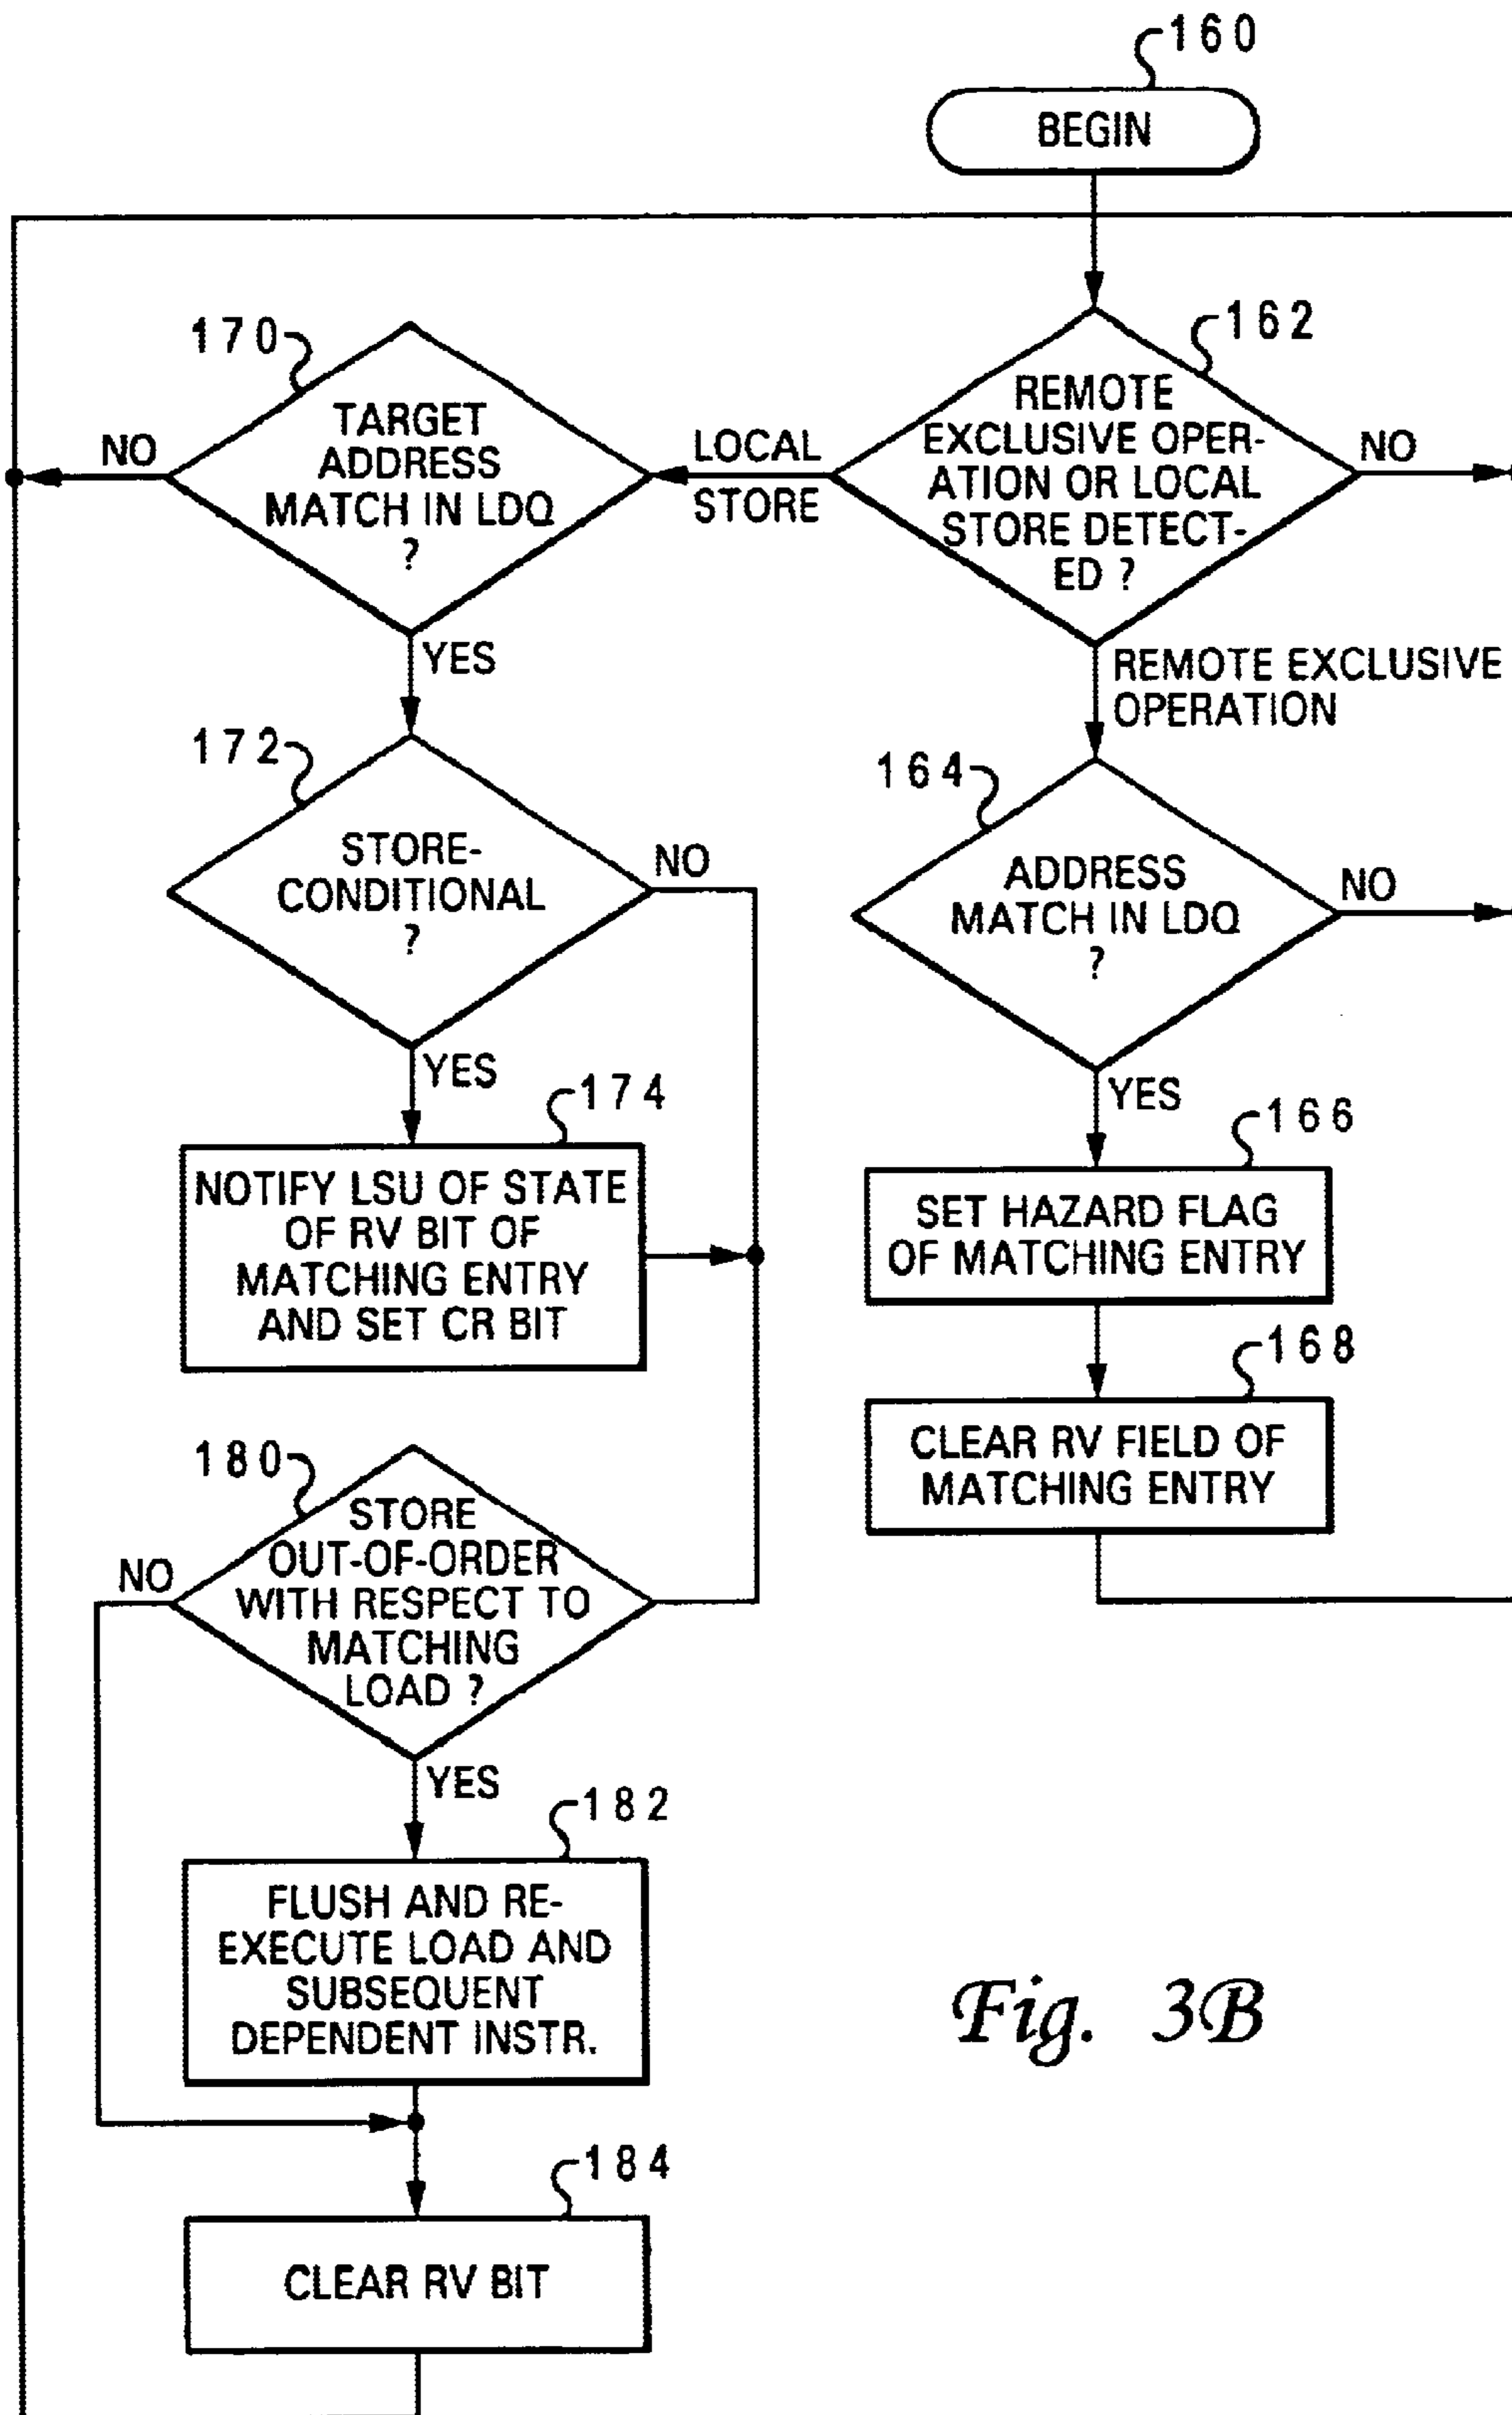 160
BEGIN
162
REMOTE
EXCLUSIVE OPER-
ATION OR LOCAL
STORE DETECT-
ED ?
NO
LOCAL
STORE
170
TARGET
ADDRESS
MATCH IN LDQ
?
NO
YES
REMOTE EXCLUSIVE
OPERATION
172
STORE-
CONDITIONAL
?
NO
YES
164
ADDRESS
MATCH IN LDQ
?
NO
YES
174
NOTIFY LSU OF STATE
OF RV BIT OF
MATCHING ENTRY
AND SET CR BIT
166
SET HAZARD FLAG
OF MATCHING ENTRY
168
CLEAR RV FIELD OF
MATCHING ENTRY
180
STORE
OUT-OF-ORDER
WITH RESPECT TO
MATCHING
LOAD ?
NO
YES
182
FLUSH AND RE-
EXECUTE LOAD AND
SUBSEQUENT
DEPENDENT INSTR.
184
CLEAR RV BIT
Fig. 3B